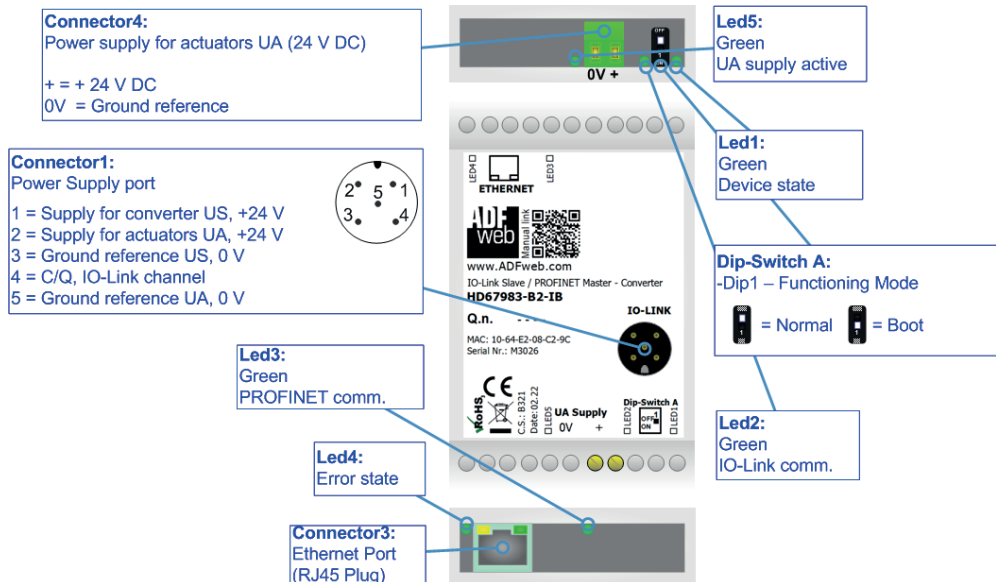 Connector4:
Power supply for actuators UA (24 V DC)
+ = + 24 V DC
0V = Ground reference
OFF
1
0V +
Led5:
Green
UA supply active
Connector1:
Power Supply port
1 = Supply for converter US, +24 V
2 = Supply for actuators UA, +24 V
3 = Ground reference US, 0 V
4 = C/Q, IO-Link channel
5 = Ground reference UA, 0 V
2 5 1
3 4
LED4
ETHERNET
LED3
ADF
web
Manual link
www.ADFweb.com
IO-Link Slave / PROFINET Master - Converter
HD67983-B2-IB
Q.n. - - - -
IO-LINK
MAC: 10-64-E2-08-C2-9C
Serial Nr.: M3026
CE
RoHS
C.S.: B321
Date:02.22
LED5
UA Supply
0V +
LED2
Dip-Switch A
OFF 1
ON
LED1
Led1:
Green
Device state
Dip-Switch A:
-Dip1 – Functioning Mode
1
= Normal
1
= Boot
Led2:
Green
IO-Link comm.
Led3:
Green
PROFINET comm.
Led4:
Error state
Connector3:
Ethernet Port
(RJ45 Plug)